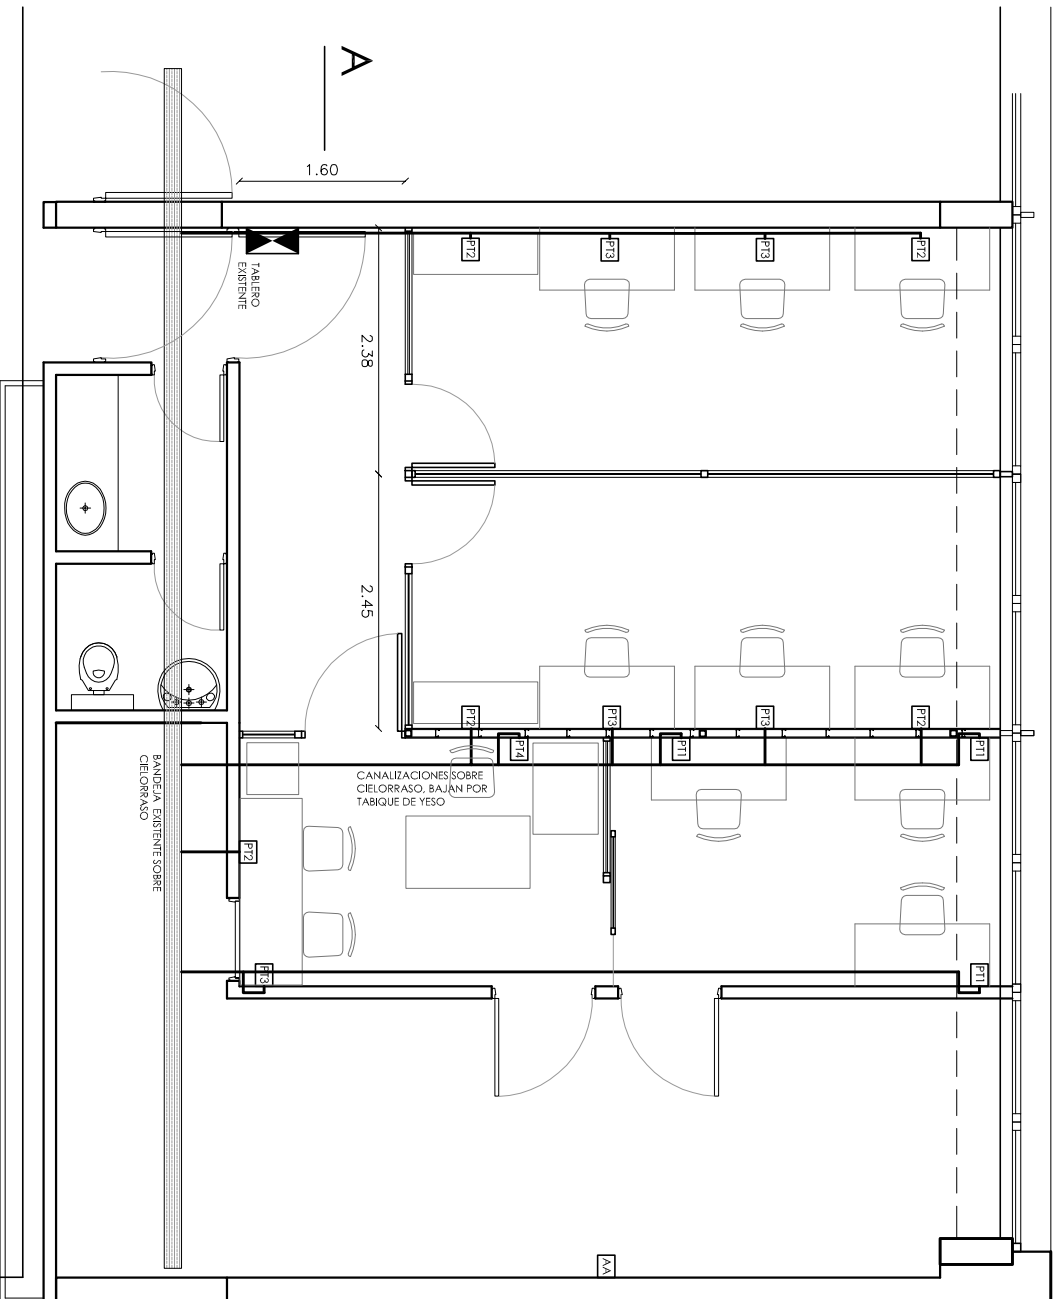 A
1.60
TABLERO
EXISTENTE
PT2
PT3
PT3
PT2
2.38
2.45
PT2
PT3
PT3
PT2
PT4
PT1
PT1
CANALIZACIONES SOBRE
CIELORRASO, BAJAN POR
TABIQUE DE YESO
BANDEJA EXISTENTE SOBRE
CIELORRASO
PT2
PT3
PT1
AA